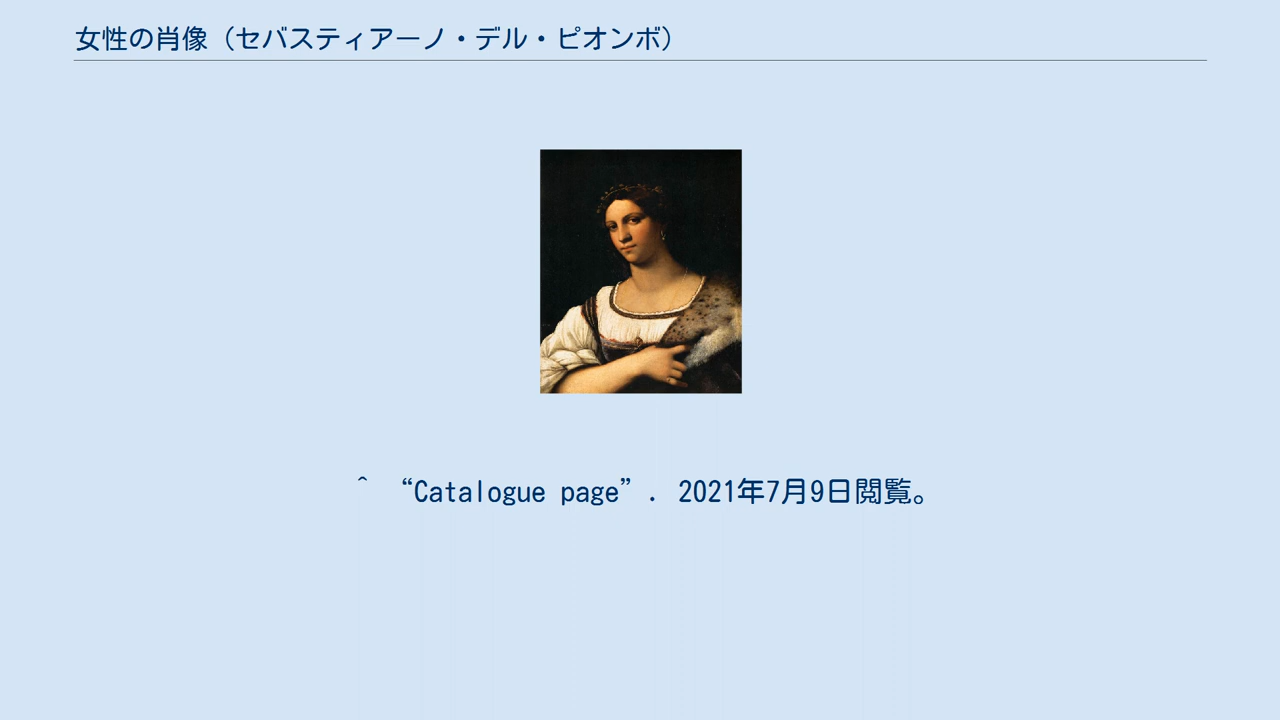 女性の肖像（セバスティアーノ・デル・ピオンボ）
^ “Catalogue page”. 2021年7月9日閲覧。